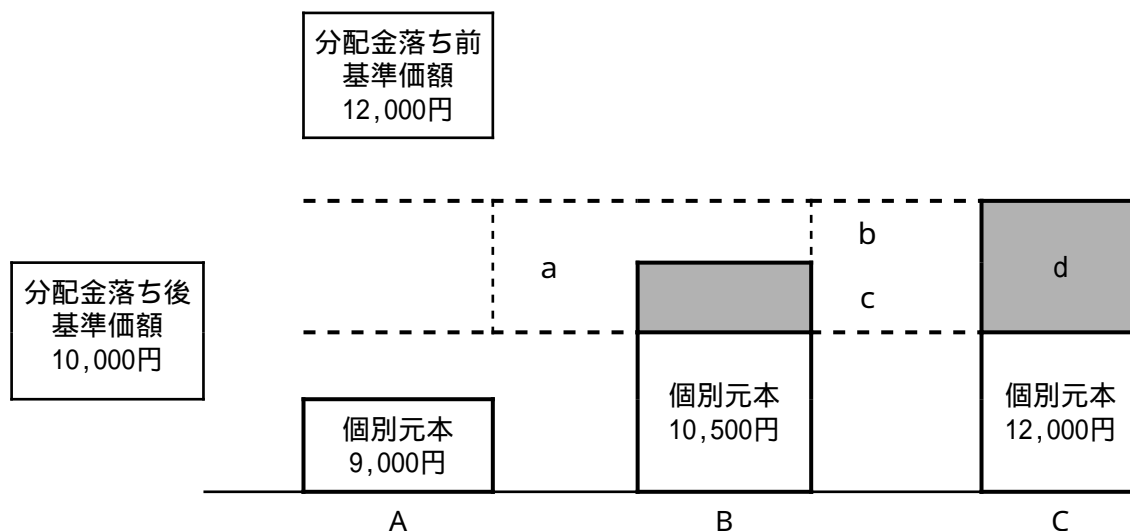 分配金落ち前
基準価額
12,000円
分配金落ち後
基準価額
10,000円
a
b
c
d
個別元本
9,000円
個別元本
10,500円
個別元本
12,000円
A
B
C